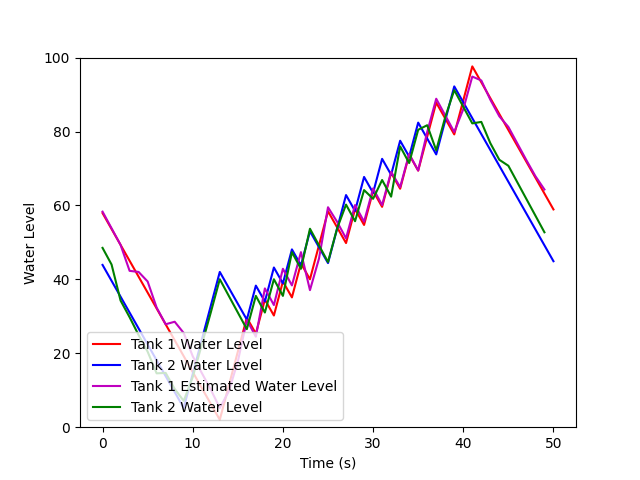 100
80
60
40
20
0
Water Level
Tank 1 Water Level
Tank 2 Water Level
Tank 1 Estimated Water Level
Tank 2 Water Level
0 10 20 30 40 50
Time (s)